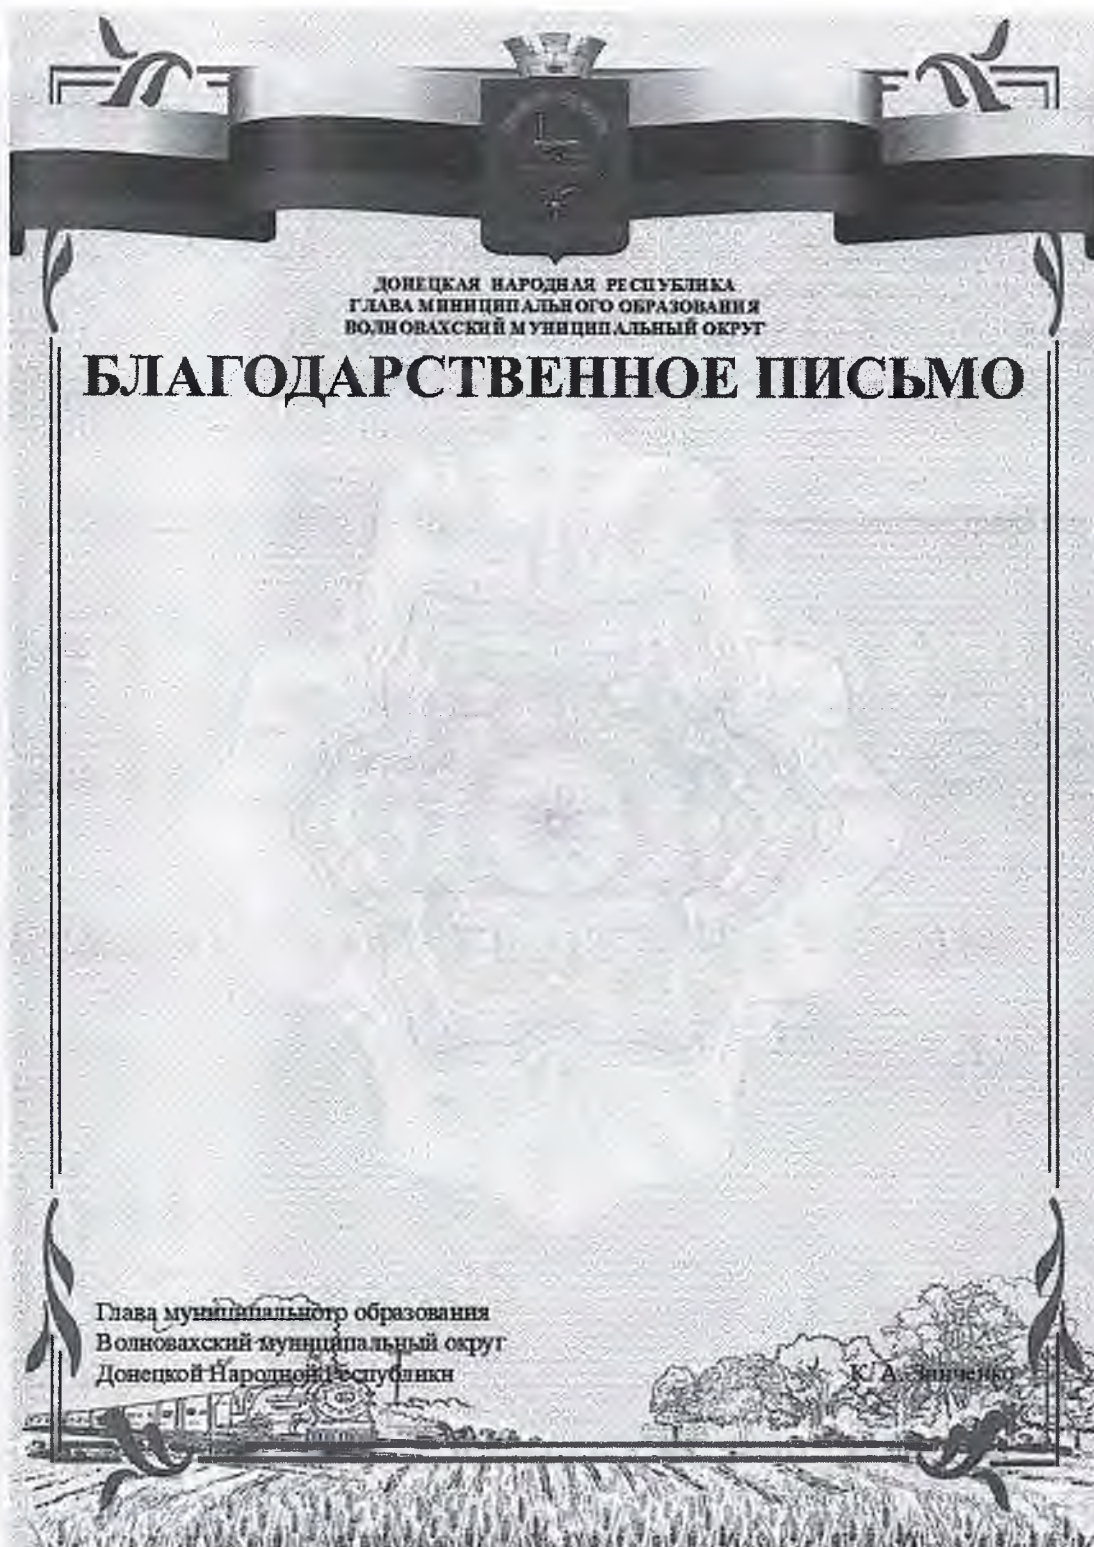 ДОНЕЦКАЯ НАРОДНАЯ РЕСПУБЛИКА
ГЛАВА МУНИЦИПАЛЬНОГО ОБРАЗОВАНИЯ
ВОЛНОВАХСКИЙ МУНИЦИПАЛЬНЫЙ ОКРУГ
БЛАГОДАРСТВЕННОЕ ПИСЬМО
Глава муниципального образования
Волновахский муниципальный округ
Донецкой Народной Республики
К. А. Зинченко